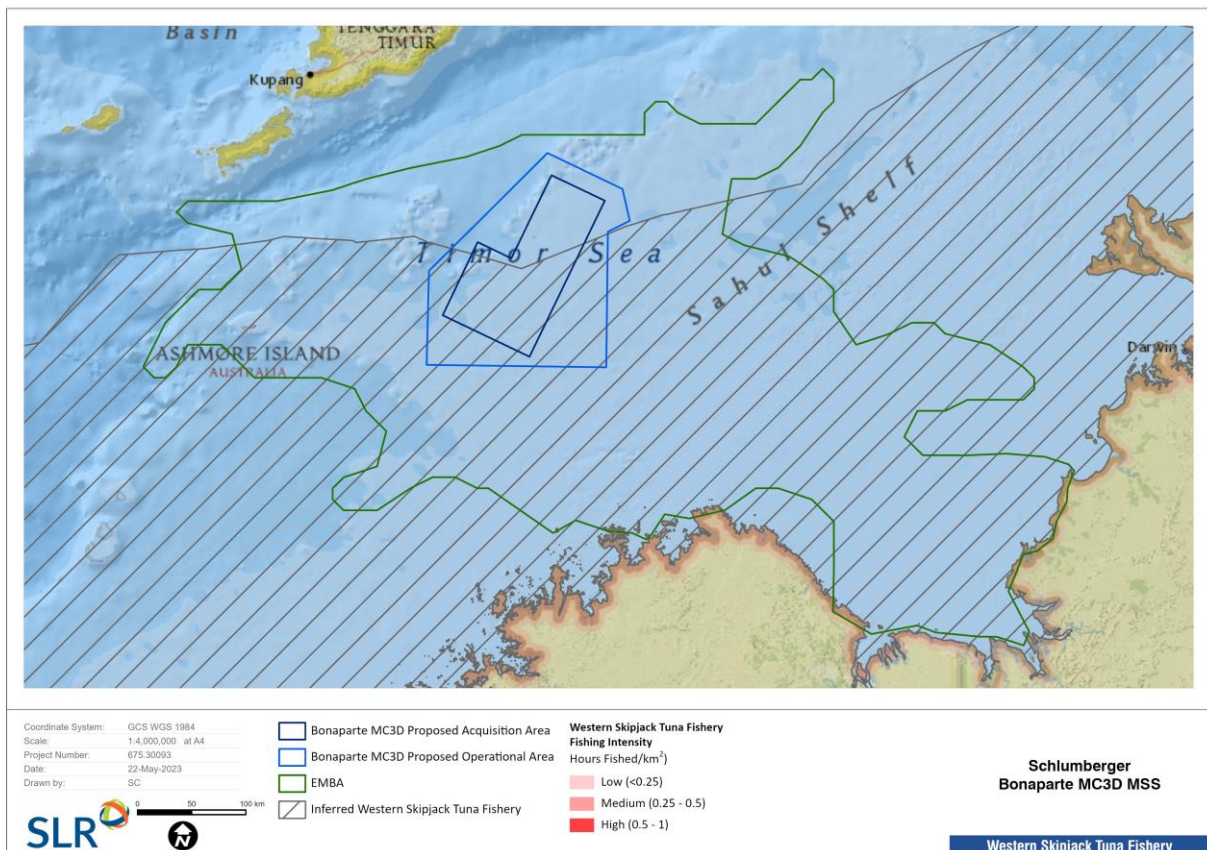 Basin
TENGGARA
TIMUR
Kupang
Timor Sea
Sahul Shelf
ASHMORE ISLAND
AUSTRALIA
Darwin
Coordinate System: GCS WGS 1984
Scale: 1:4,000,000 at A4
Project Number: 675.30093
Date: 22-May-2023
Drawn by: SC
0 50 100 km
SLR
N
Bonaparte MC3D Proposed Acquisition Area
Bonaparte MC3D Proposed Operational Area
EMBA
Inferred Western Skipjack Tuna Fishery
Western Skipjack Tuna Fishery
Fishing Intensity
Hours Fished/km²)
Low (<0.25)
Medium (0.25 - 0.5)
High (0.5 - 1)
Schlumberger
Bonaparte MC3D MSS
Western Skipjack Tuna Fishery